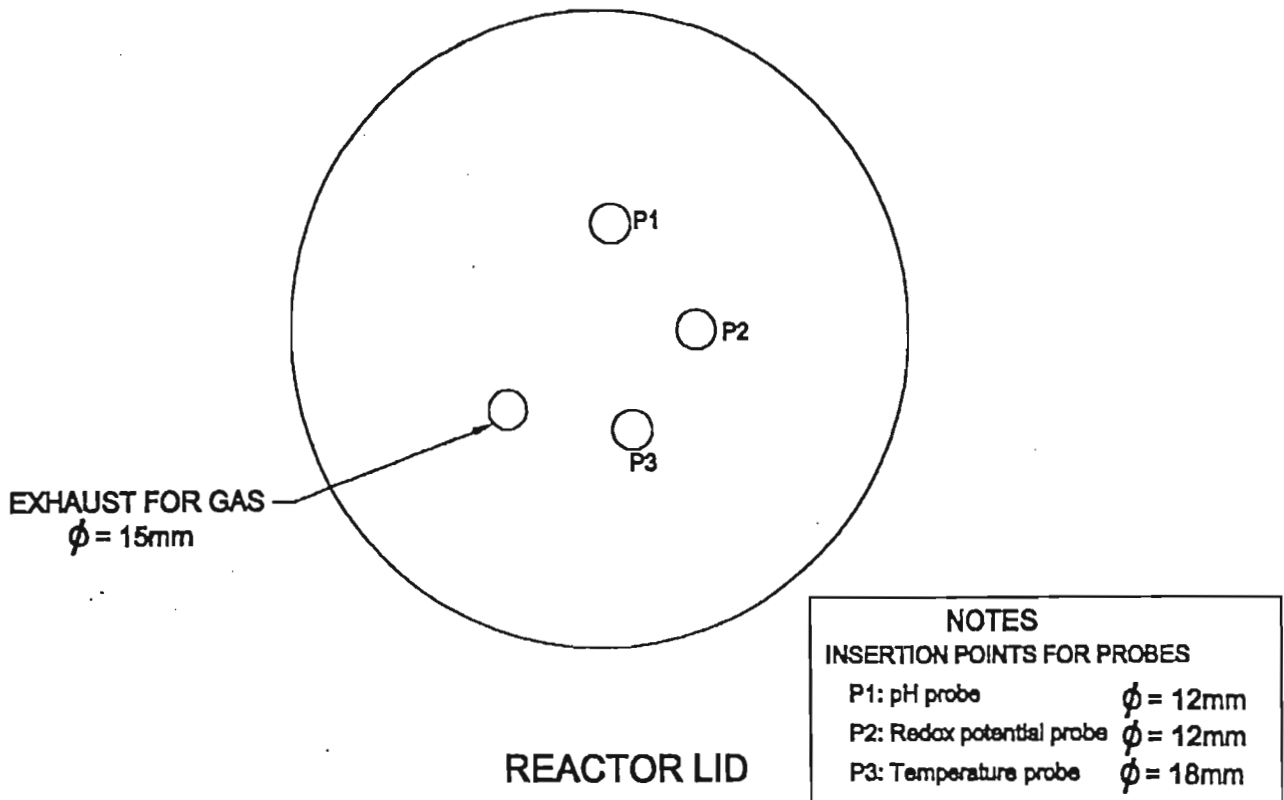 P1
P2
P3
EXHAUST FOR GAS
ϕ = 15mm
REACTOR LID
NOTES
INSERTION POINTS FOR PROBES
P1: pH probe ϕ = 12mm
P2: Redox potential probe ϕ = 12mm
P3: Temperature probe ϕ = 18mm